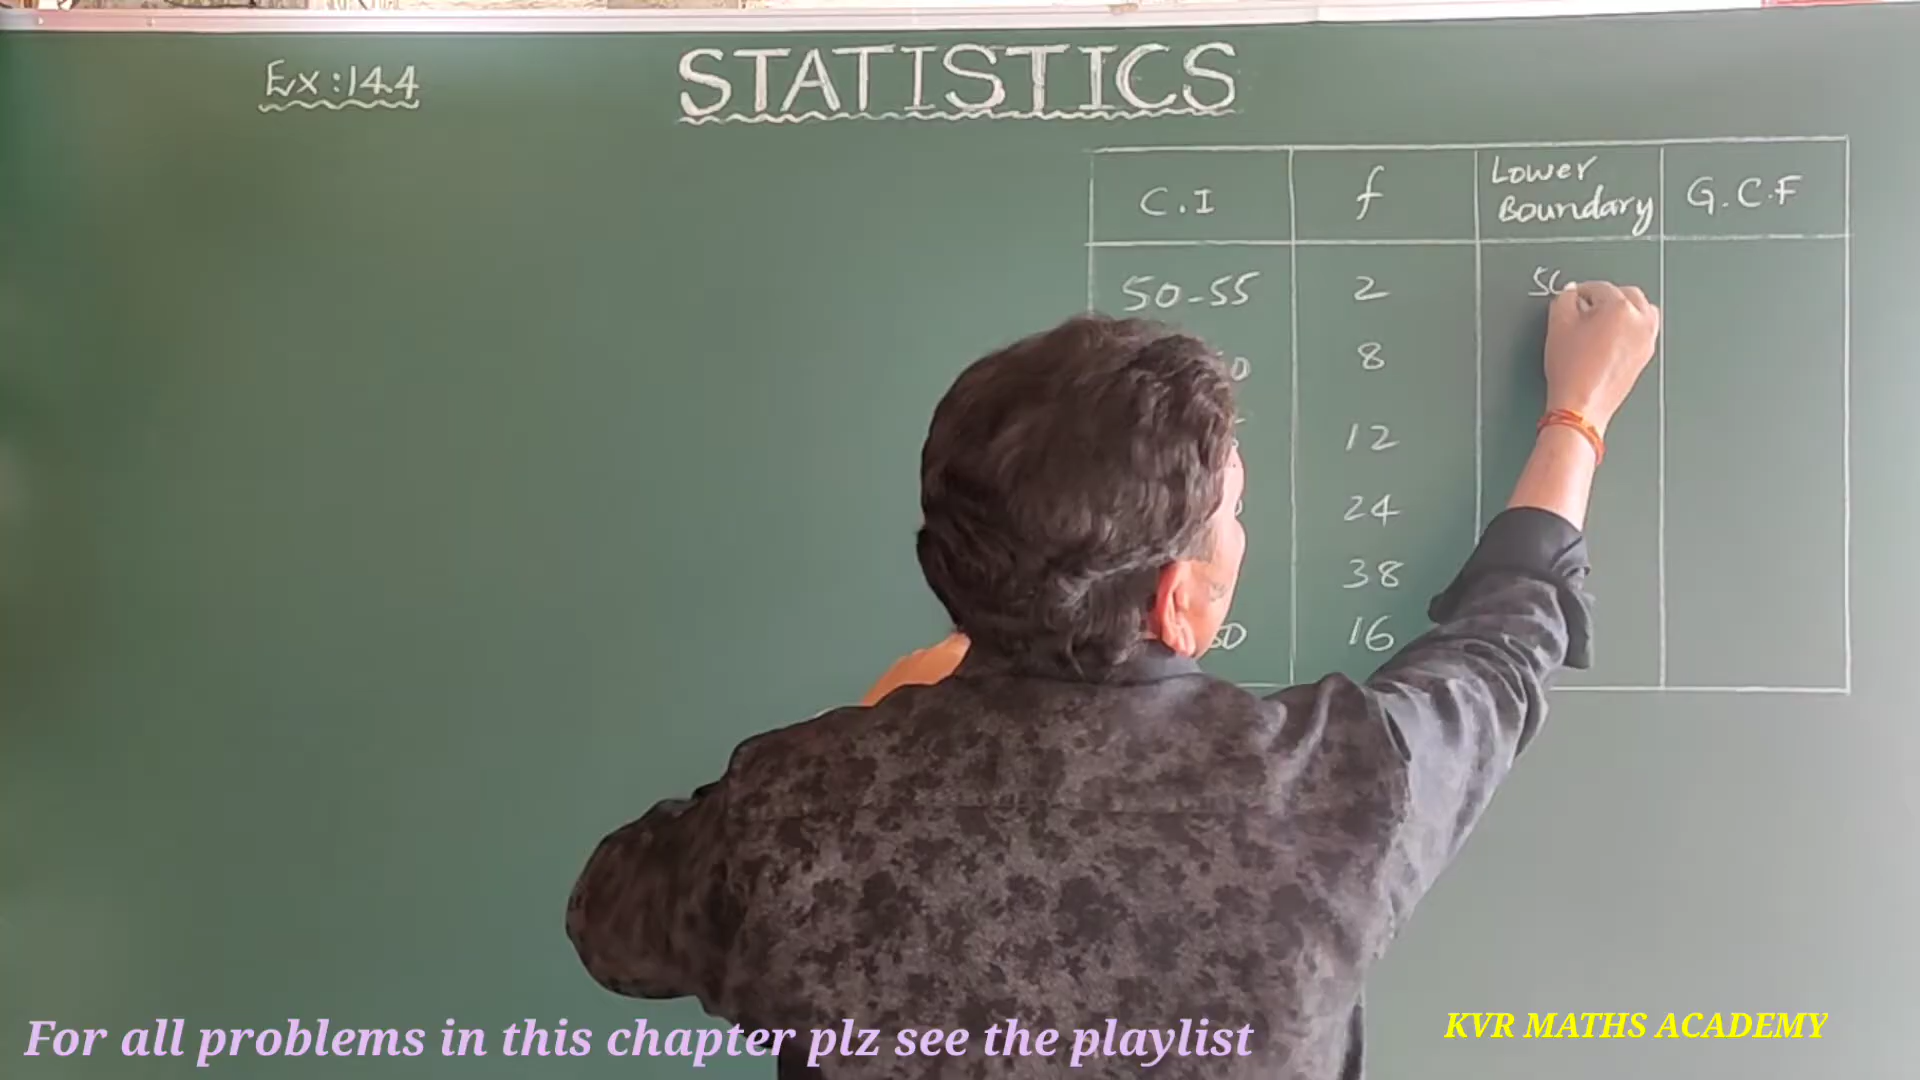 Ex:14.4
STATISTICS
C.I f Lower Boundary G.C.F
50-55 2
8
12
24
38
16
For all problems in this chapter plz see the playlist
KVR MATHS ACADEMY